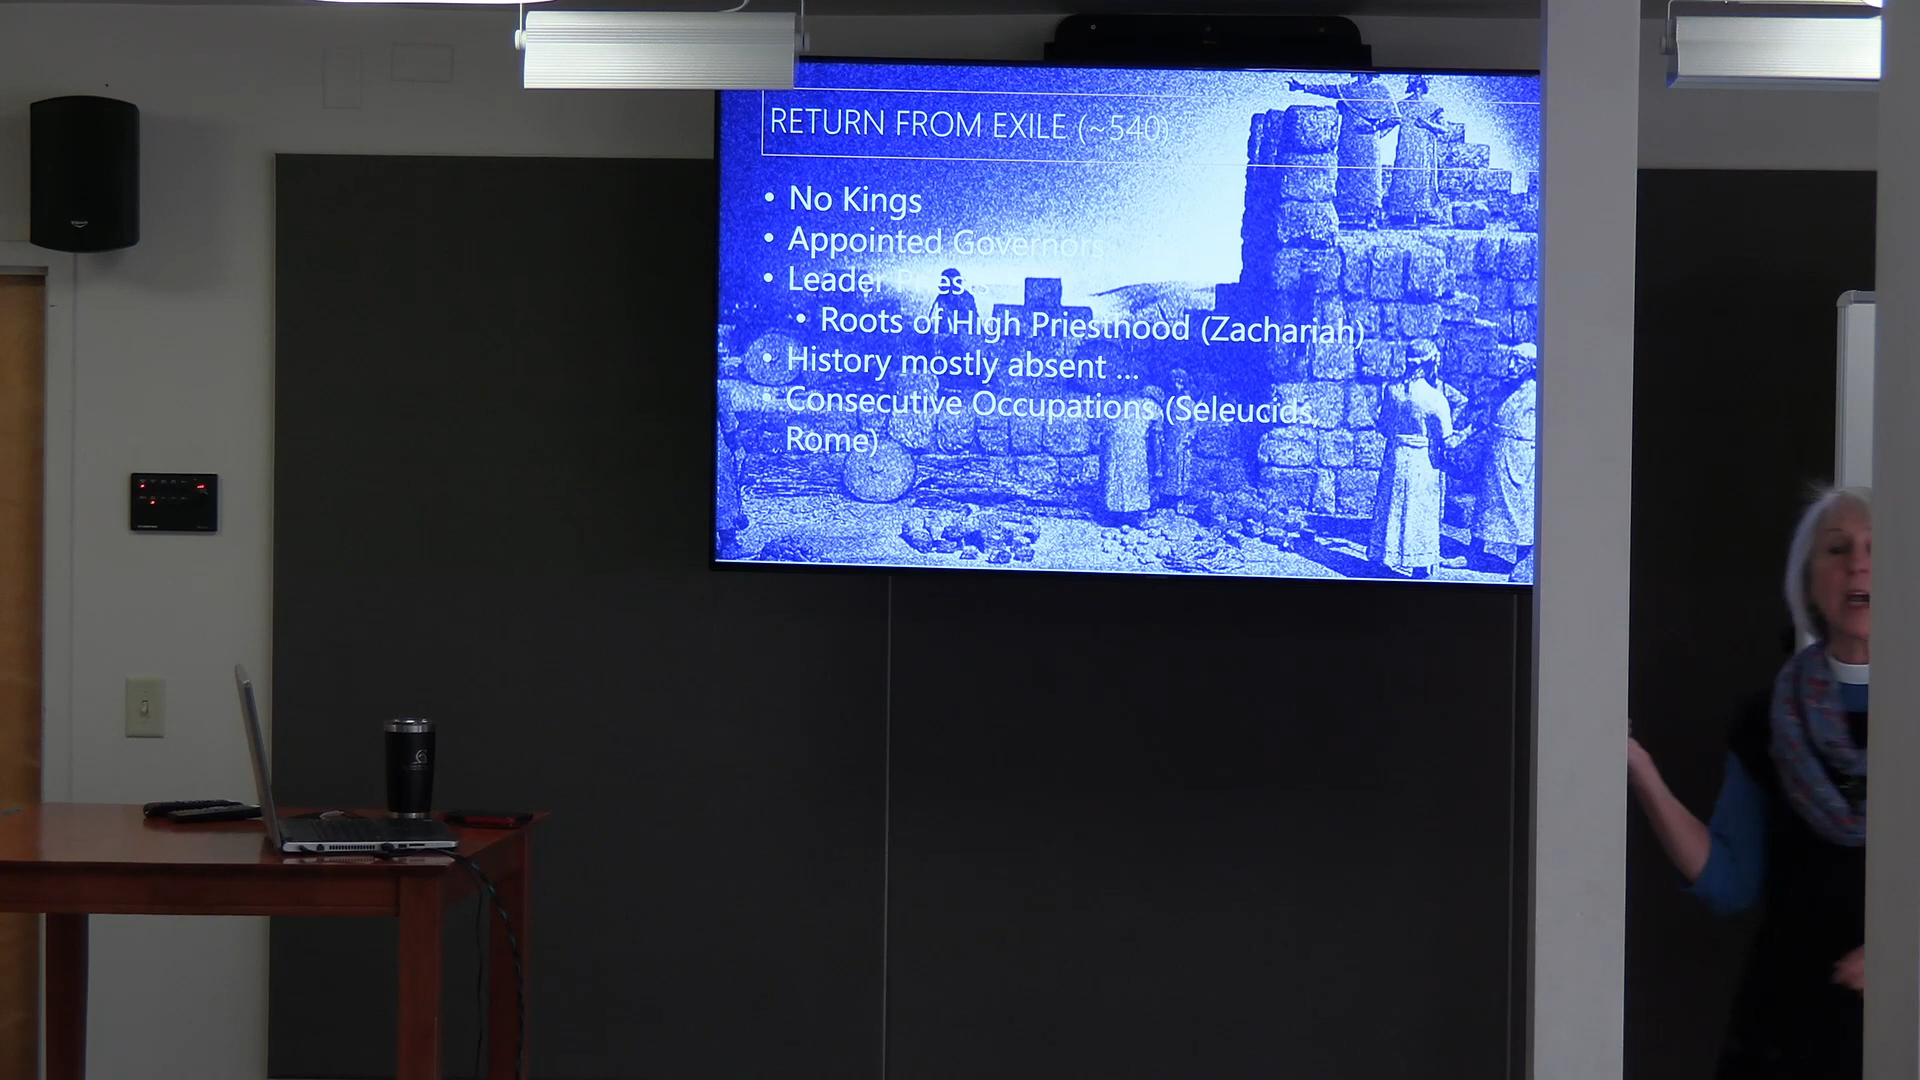 RETURN FROM EXILE (~540)
• No Kings
• Appointed Governors
• Leader Priests
• Roots of High Priesthood (Zachariah)
• History mostly absent ...
• Consecutive Occupations (Seleucids,
Rome)